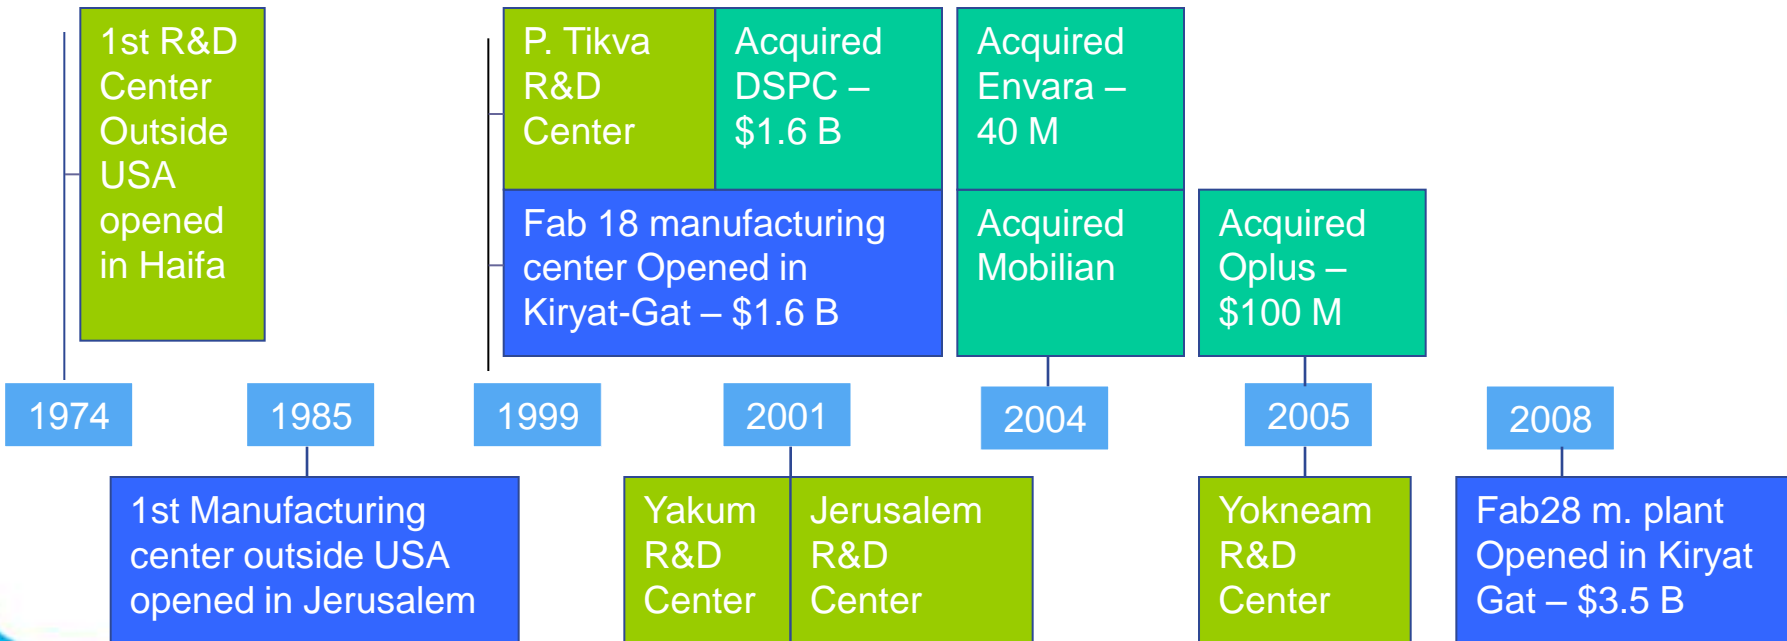 1st R&D
Center
Outside
USA
opened
in Haifa
P. Tikva
R&D
Center
Acquired
DSPC –
$1.6 B
Acquired
Envara –
40 M
Fab 18 manufacturing
center Opened in
Kiryat-Gat – $1.6 B
Acquired
Mobilian
Acquired
Oplus –
$100 M
1974
1985
1999
2001
2004
2005
2008
1st Manufacturing
center outside USA
opened in Jerusalem
Yakum
R&D
Center
Jerusalem
R&D
Center
Yokneam
R&D
Center
Fab28 m. plant
Opened in Kiryat
Gat – $3.5 B